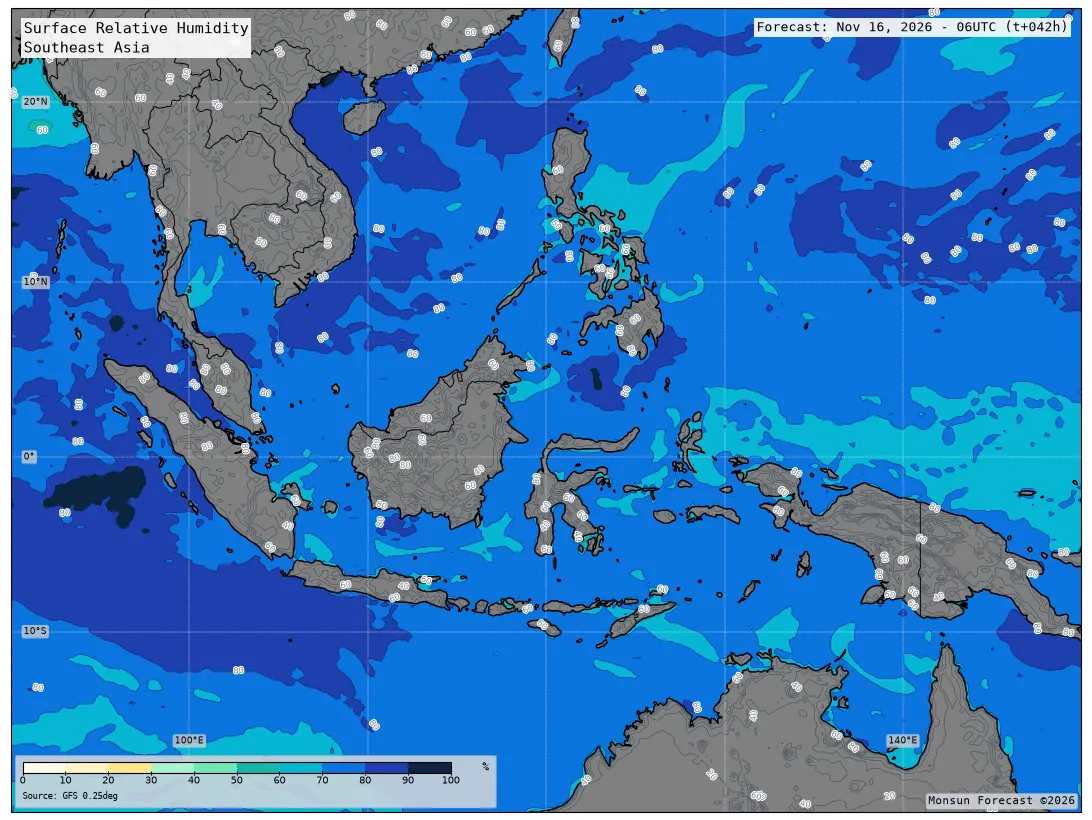 Surface Relative Humidity
Southeast Asia
Forecast: Nov 16, 2026 - 06UTC (t+042h)
20°N
10°N
0°
10°S
100°E
140°E
0 10 20 30 40 50 60 70 80 90 100 %
Source: GFS 0.25deg
Monsun Forecast ©2026